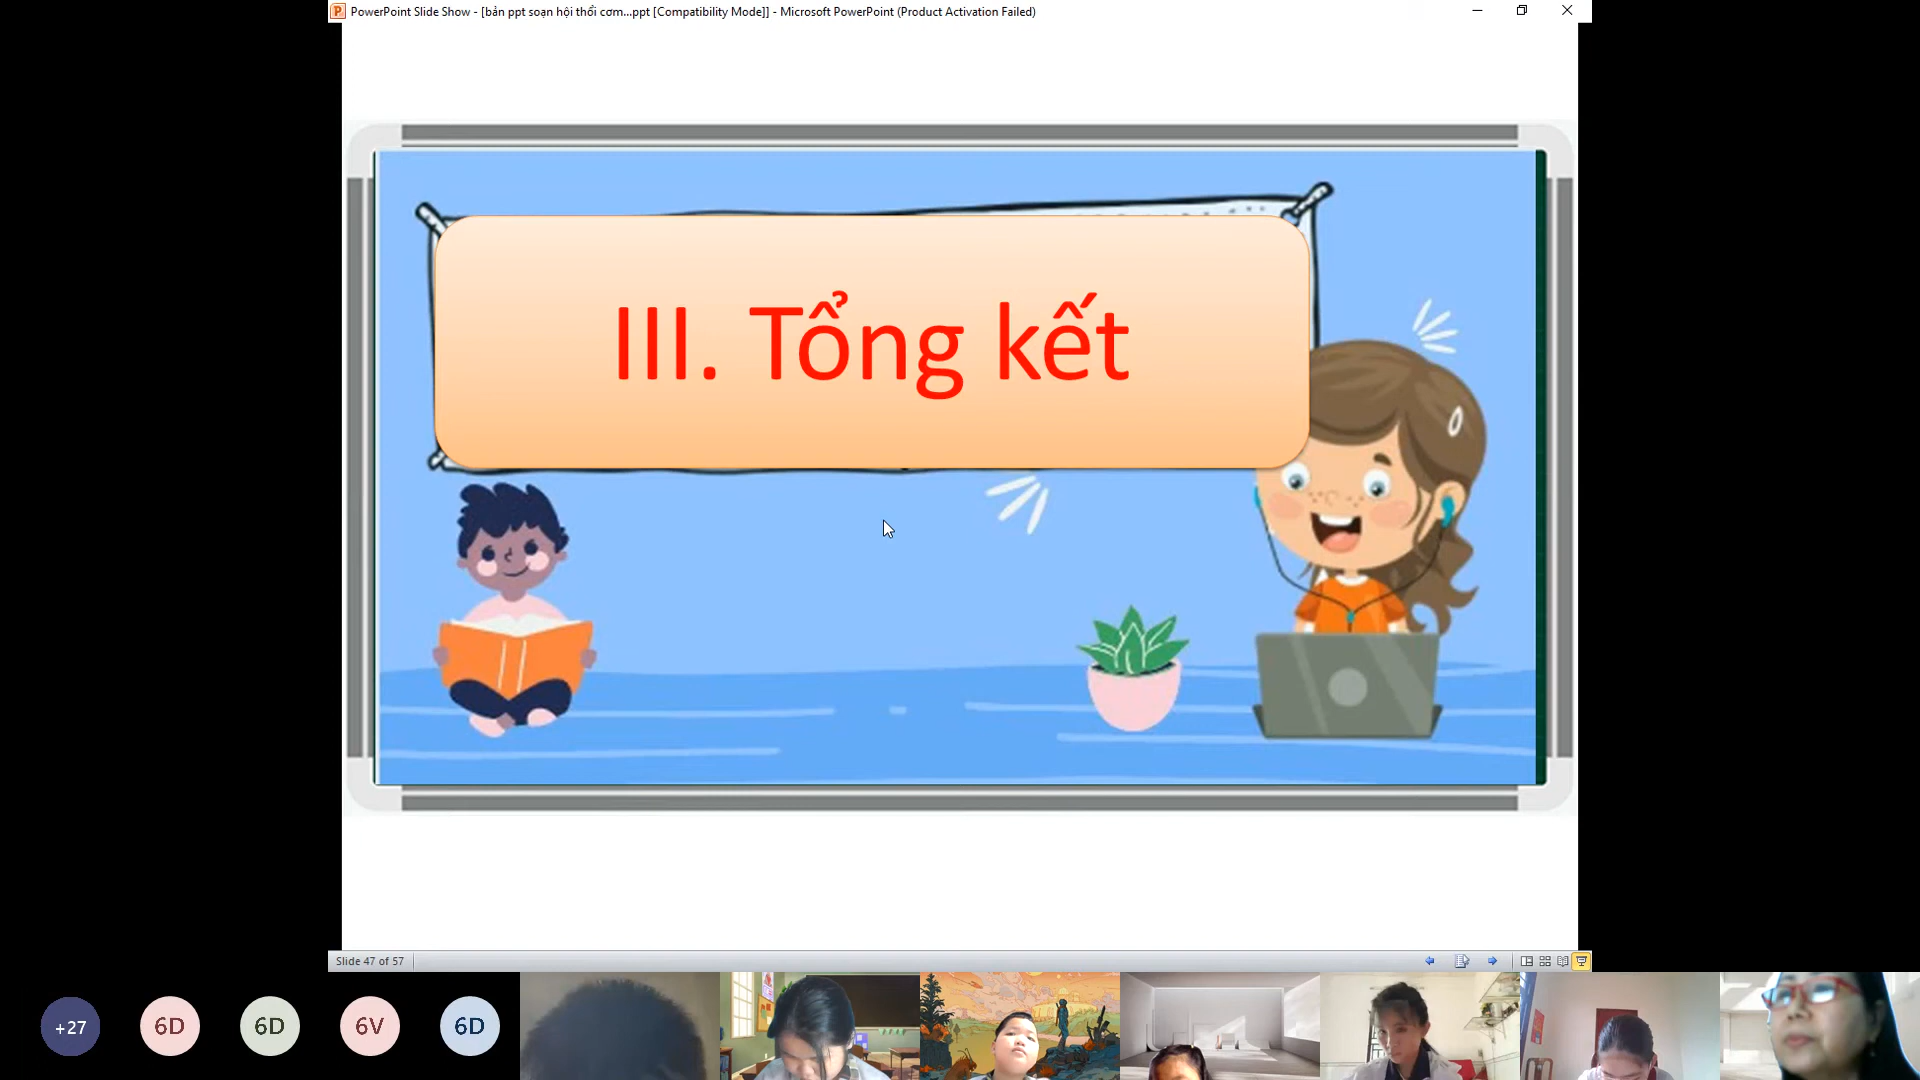 PowerPoint Slide Show - [bản ppt soạn hội thổi cơm...ppt [Compatibility Mode]] - Microsoft PowerPoint (Product Activation Failed)
III. Tổng kết
Slide 47 of 57
+27
6D
6D
6V
6D